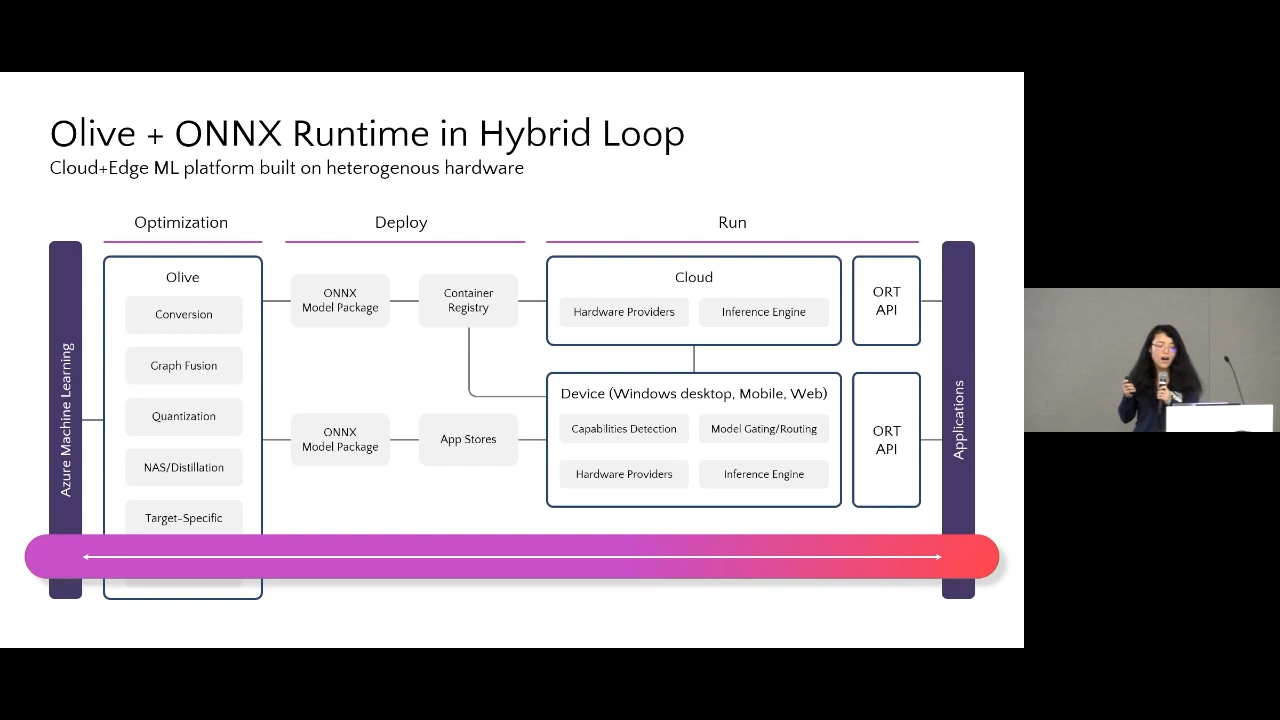 Olive + ONNX Runtime in Hybrid Loop
Cloud+Edge ML platform built on heterogenous hardware
Optimization
Deploy
Run
Azure Machine Learning
Olive
Conversion
Graph Fusion
Quantization
NAS/Distillation
Target-Specific
ONNX
Model Package
Container
Registry
ONNX
Model Package
App Stores
Cloud
Hardware Providers
Inference Engine
ORT
API
Device (Windows desktop, Mobile, Web)
Capabilities Detection
Model Gating/Routing
Hardware Providers
Inference Engine
ORT
API
Applications